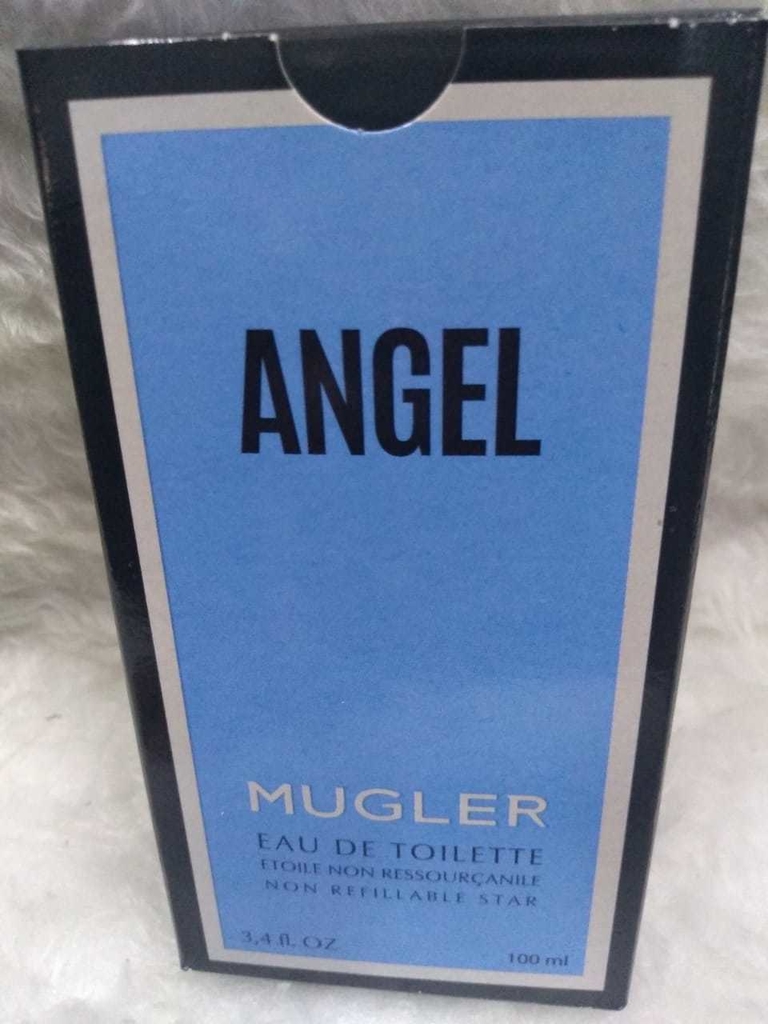 ANGEL
MUGLER
EAU DE TOILETTE
ETOILE NON RESSOURÇANILE
NON REFILLABLE STAR
3,4.fl. OZ
100 ml